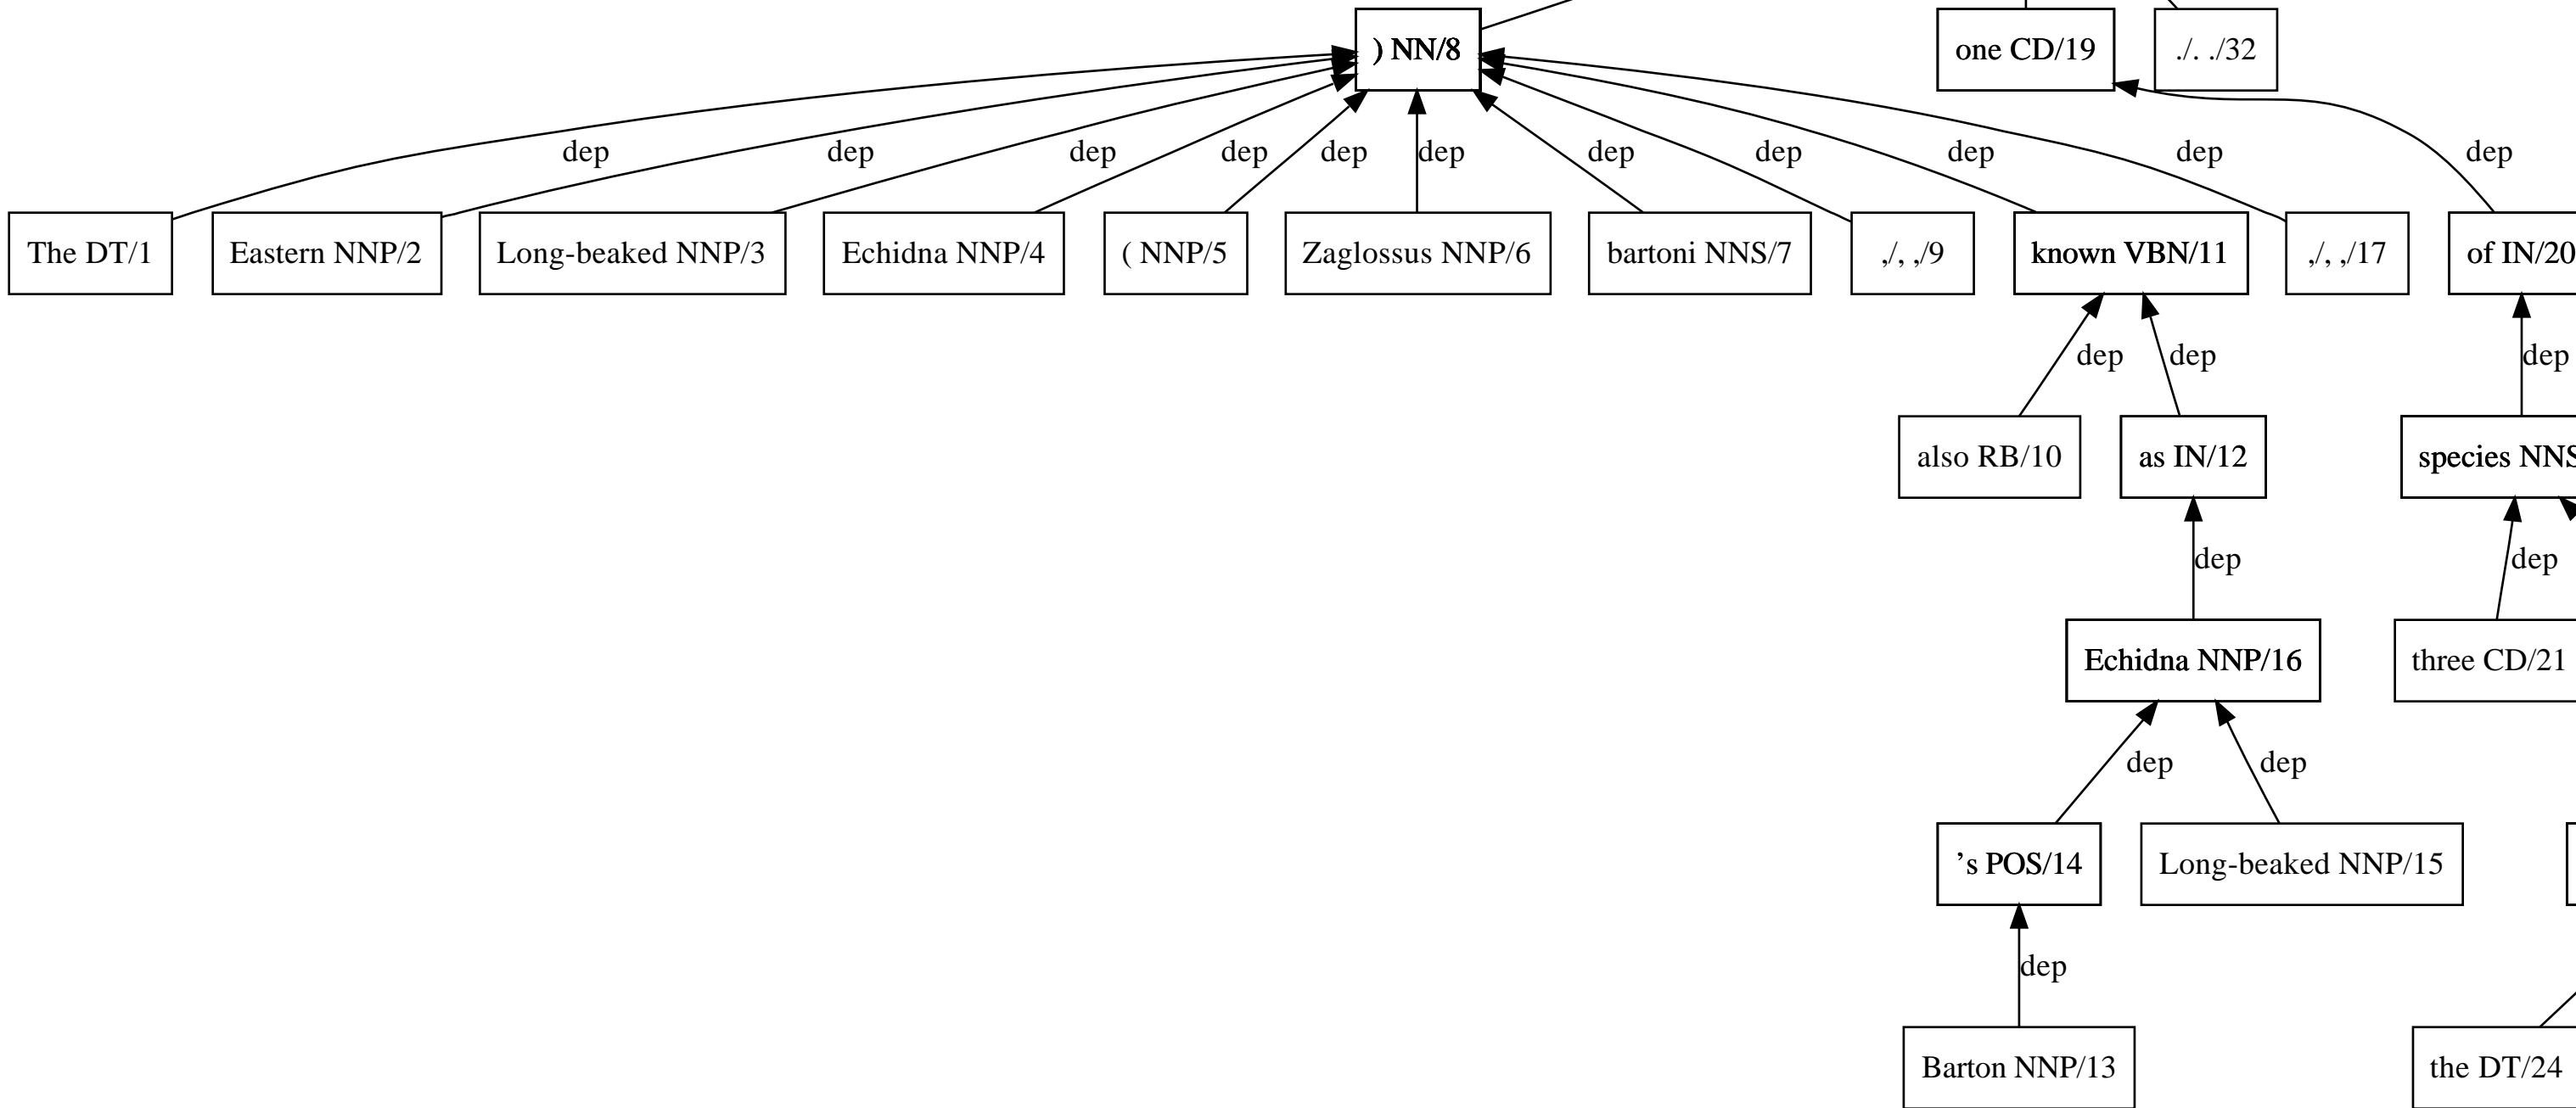 ) NN/8
one CD/19
./. ./32
dep dep dep dep dep dep dep dep dep dep dep
The DT/1
Eastern NNP/2
Long-beaked NNP/3
Echidna NNP/4
( NNP/5
Zaglossus NNP/6
bartoni NNS/7
,/, ,/9
known VBN/11
,/, ,/17
of IN/20
dep dep dep
also RB/10
as IN/12
species NNS
dep dep
Echidna NNP/16
three CD/21
dep dep
’s POS/14
Long-beaked NNP/15
dep
Barton NNP/13
the DT/24